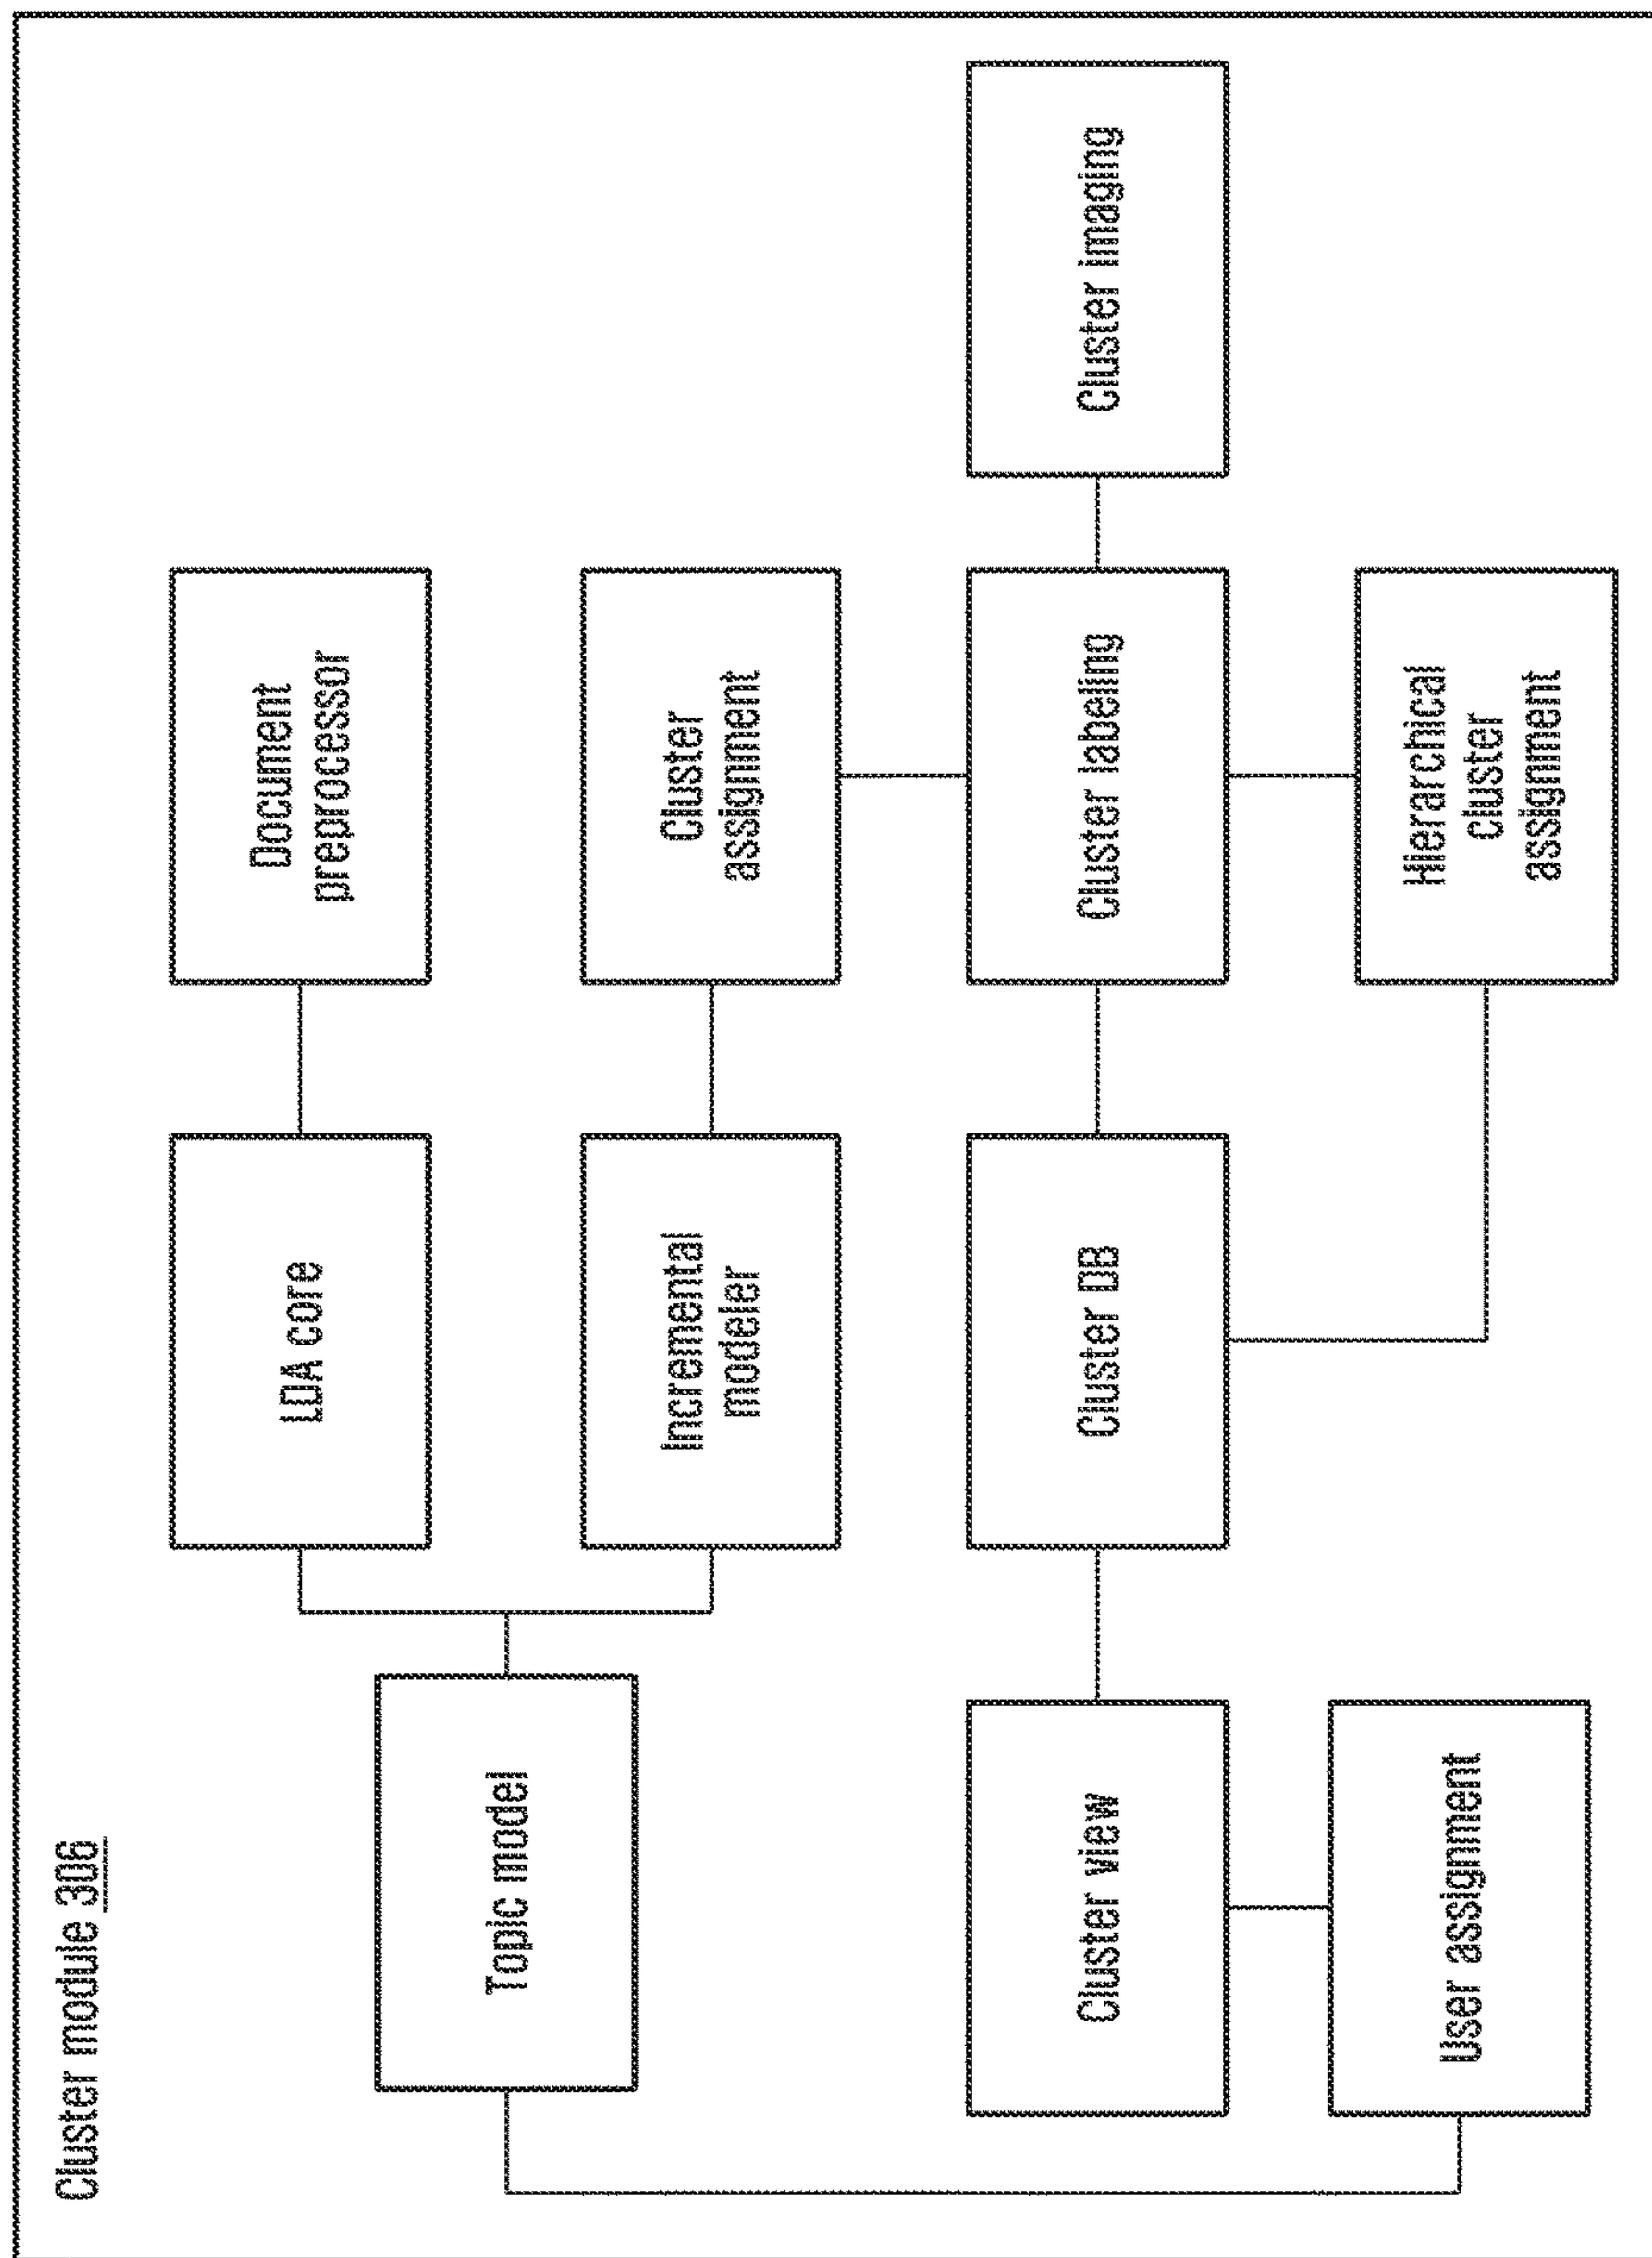 Cluster module 306
Topic model
LDA core
Document
preprocessor
Incremental
modeler
Cluster
assignment
Cluster view
Cluster DB
Cluster labeling
Cluster imaging
User assignment
Hierarchical
cluster
assignment